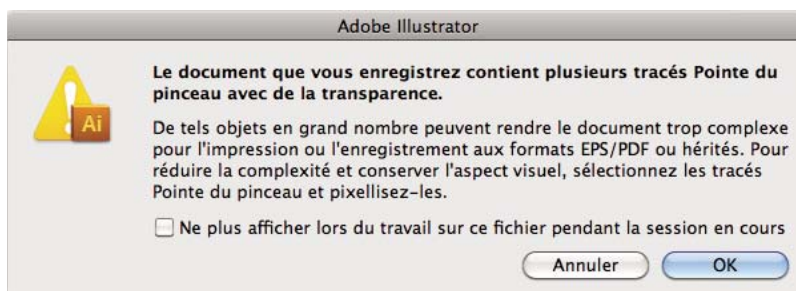 Adobe Illustrator
Le document que vous enregistrez contient plusieurs tracés Pointe du
pinceau avec de la transparence.
De tels objets en grand nombre peuvent rendre le document trop complexe
pour l'impression ou l'enregistrement aux formats EPS/PDF ou hérités. Pour
réduire la complexité et conserver l'aspect visuel, sélectionnez les tracés
Pointe du pinceau et pixellisez-les.
Ai
Ne plus afficher lors du travail sur ce fichier pendant la session en cours
Annuler OK